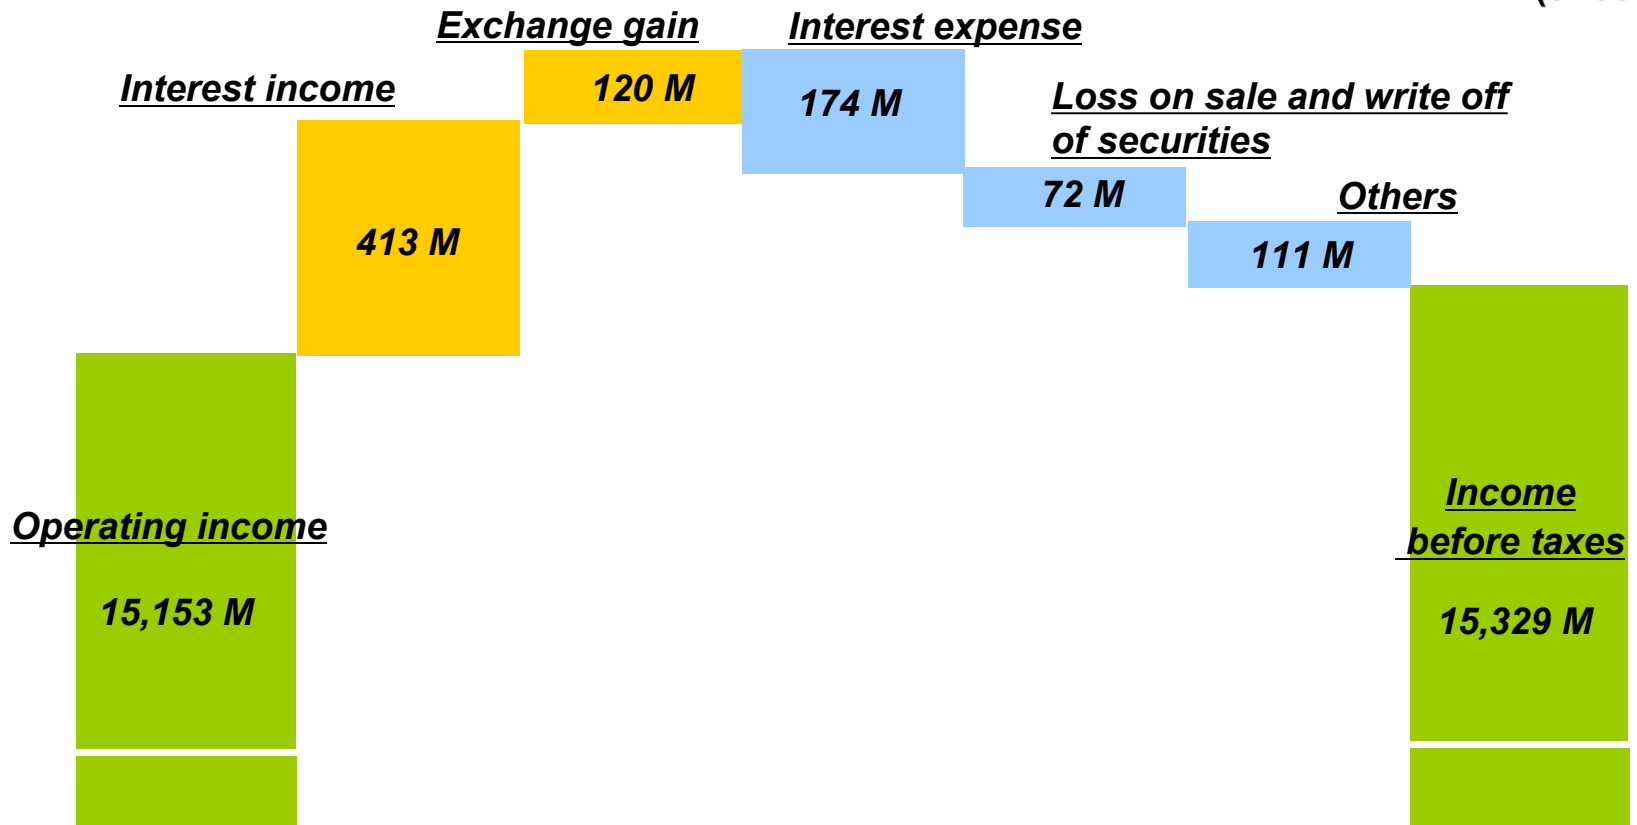 Exchange gain
Interest expense
Interest income
120 M
174 M
Loss on sale and write off
of securities
72 M
Others
413 M
111 M
Operating income
15,153 M
Income
before taxes
15,329 M